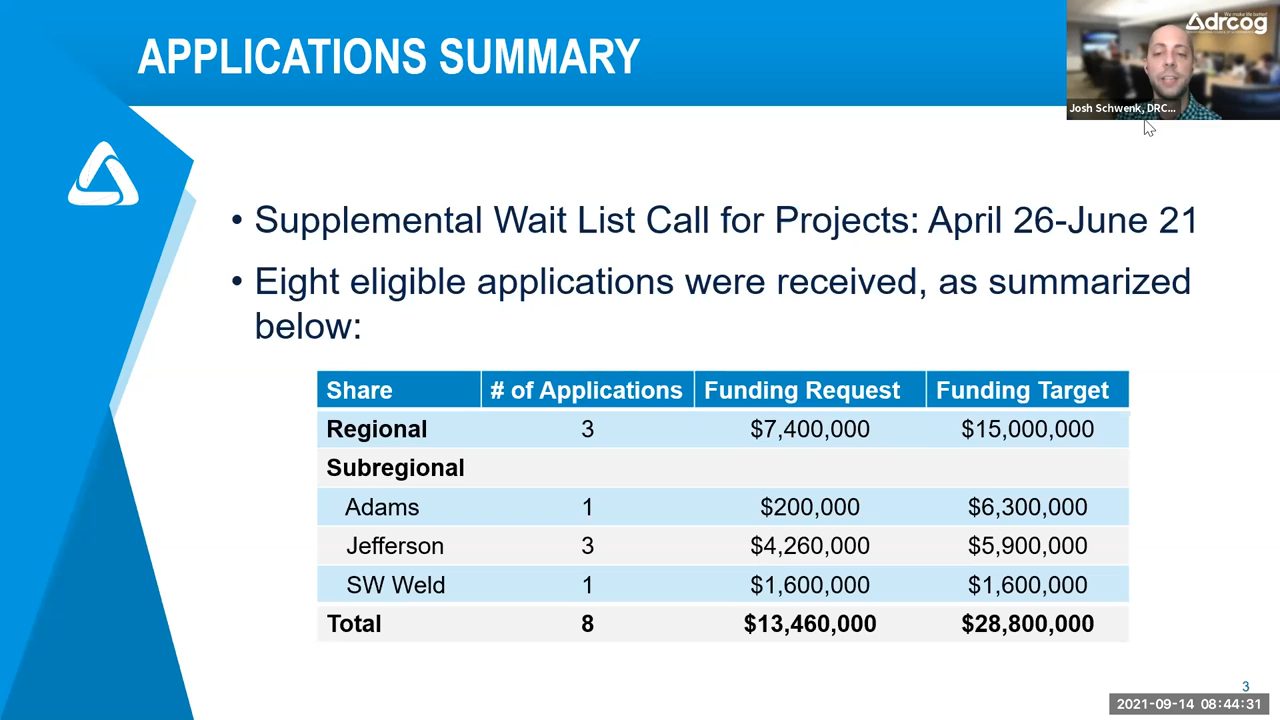 APPLICATIONS SUMMARY
We make life better!
drcog
Josh Schwenk, DRC...
• Supplemental Wait List Call for Projects: April 26-June 21
• Eight eligible applications were received, as summarized
below:
Share # of Applications Funding Request Funding Target
Regional 3 $7,400,000 $15,000,000
Subregional
Adams 1 $200,000 $6,300,000
Jefferson 3 $4,260,000 $5,900,000
SW Weld 1 $1,600,000 $1,600,000
Total 8 $13,460,000 $28,800,000
3
2021-09-14 08:44:31